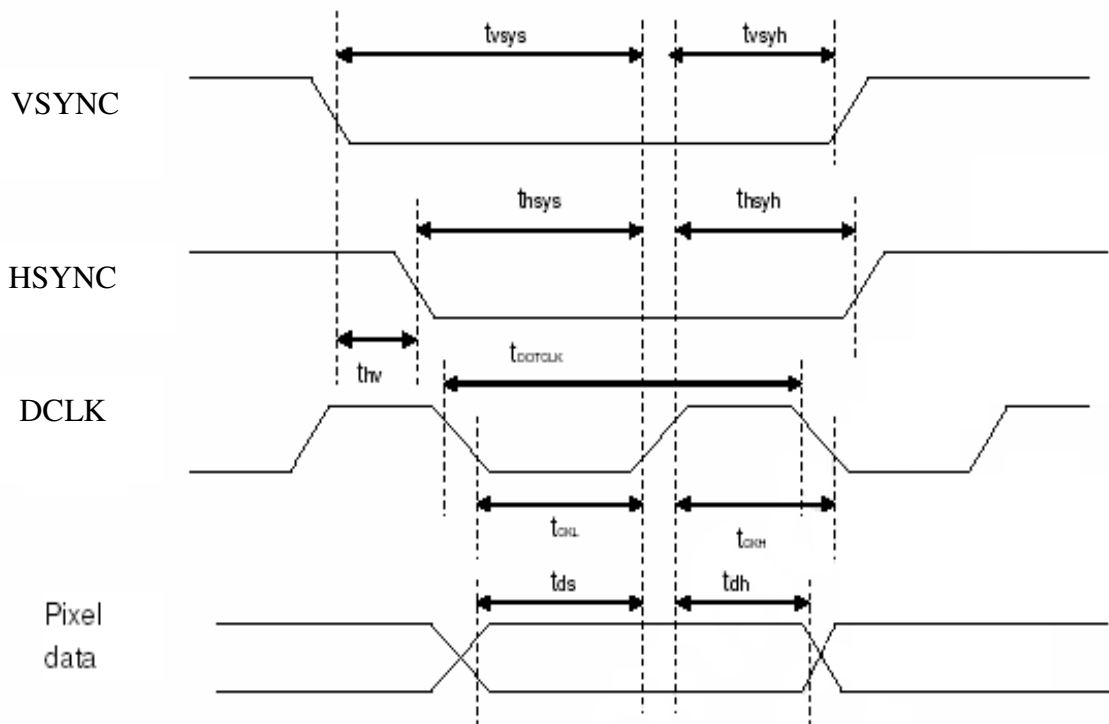 tvsys
tvsyh
VSYNC
thsys
thsyh
HSYNC
tDOTCLK
thv
DCLK
tCKL
tCKH
tds
tdh
Pixel
data